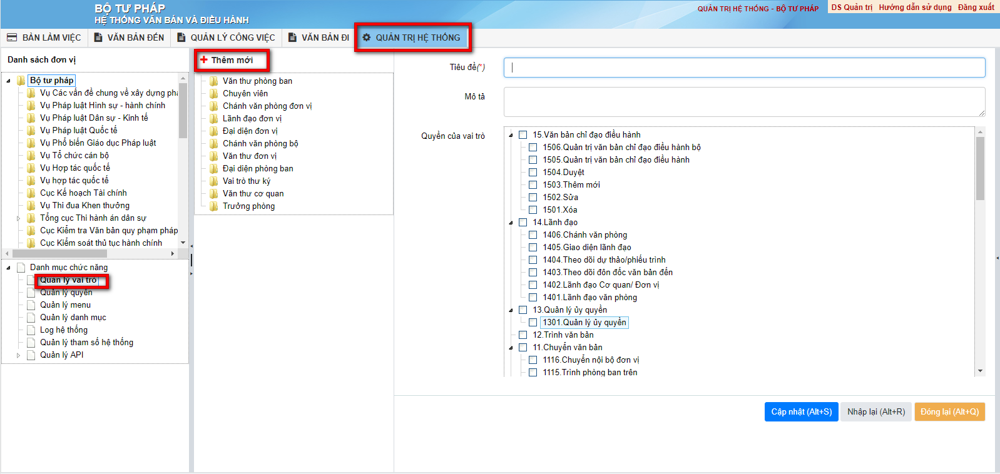 BỘ TƯ PHÁP
HỆ THỐNG VĂN BẢN VÀ ĐIỀU HÀNH
QUẢN TRỊ HỆ THỐNG - BỘ TƯ PHÁP
DS Quản trị Hướng dẫn sử dụng Đăng xuất
BÀN LÀM VIỆC VĂN BẢN ĐẾN QUẢN LÝ CÔNG VIỆC VĂN BẢN ĐI QUẢN TRỊ HỆ THỐNG
Danh sách đơn vị
Bộ tư pháp
Vụ Các vấn đề chung về xây dựng phá
Vụ Pháp luật Hình sự - hành chính
Vụ Pháp luật Dân sự - Kinh tế
Vụ Pháp luật Quốc tế
Vụ Phổ biến Giáo dục Pháp luật
Vụ Tổ chức cán bộ
Vụ Hợp tác quốc tế
Vụ hợp tác quốc tế
Cục Kế hoạch Tài chính
Vụ Thi đua Khen thưởng
Tổng cục Thi hành án dân sự
Cục Kiểm tra Văn bản quy phạm pháp
Cục Kiểm soát thủ tục hành chính
Danh mục chức năng
Quản lý vai trò
Quản lý quyền
Quản lý menu
Quản lý danh mục
Log hệ thống
Quản lý tham số hệ thống
Quản lý API
Thêm mới
Văn thư phòng ban
Chuyên viên
Chánh văn phòng đơn vị
Lãnh đạo đơn vị
Đại diện đơn vị
Chánh văn phòng bộ
Văn thư đơn vị
Đại diện phòng ban
Vai trò thư ký
Văn thư cơ quan
Trưởng phòng
Tiêu đề(*)
Mô tả
Quyền của vai trò
15.Văn bản chỉ đạo điều hành
1506.Quản trị văn bản chỉ đạo điều hành bộ
1505.Quản trị văn bản chỉ đạo điều hành
1504.Duyệt
1503.Thêm mới
1502.Sửa
1501.Xóa
14.Lãnh đạo
1406.Chánh văn phòng
1405.Giao diện lãnh đạo
1404.Theo dõi dự thảo/phiếu trình
1403.Theo dõi đôn đốc văn bản đến
1402.Lãnh đạo Cơ quan/ Đơn vị
1401.Lãnh đạo văn phòng
13.Quản lý ủy quyền
1301.Quản lý ủy quyền
12.Trình văn bản
11.Chuyển văn bản
1116.Chuyển nội bộ đơn vị
1115.Trình phòng ban trên
Cập nhật (Alt+S) Nhập lại (Alt+R) Đóng lại (Alt+Q)